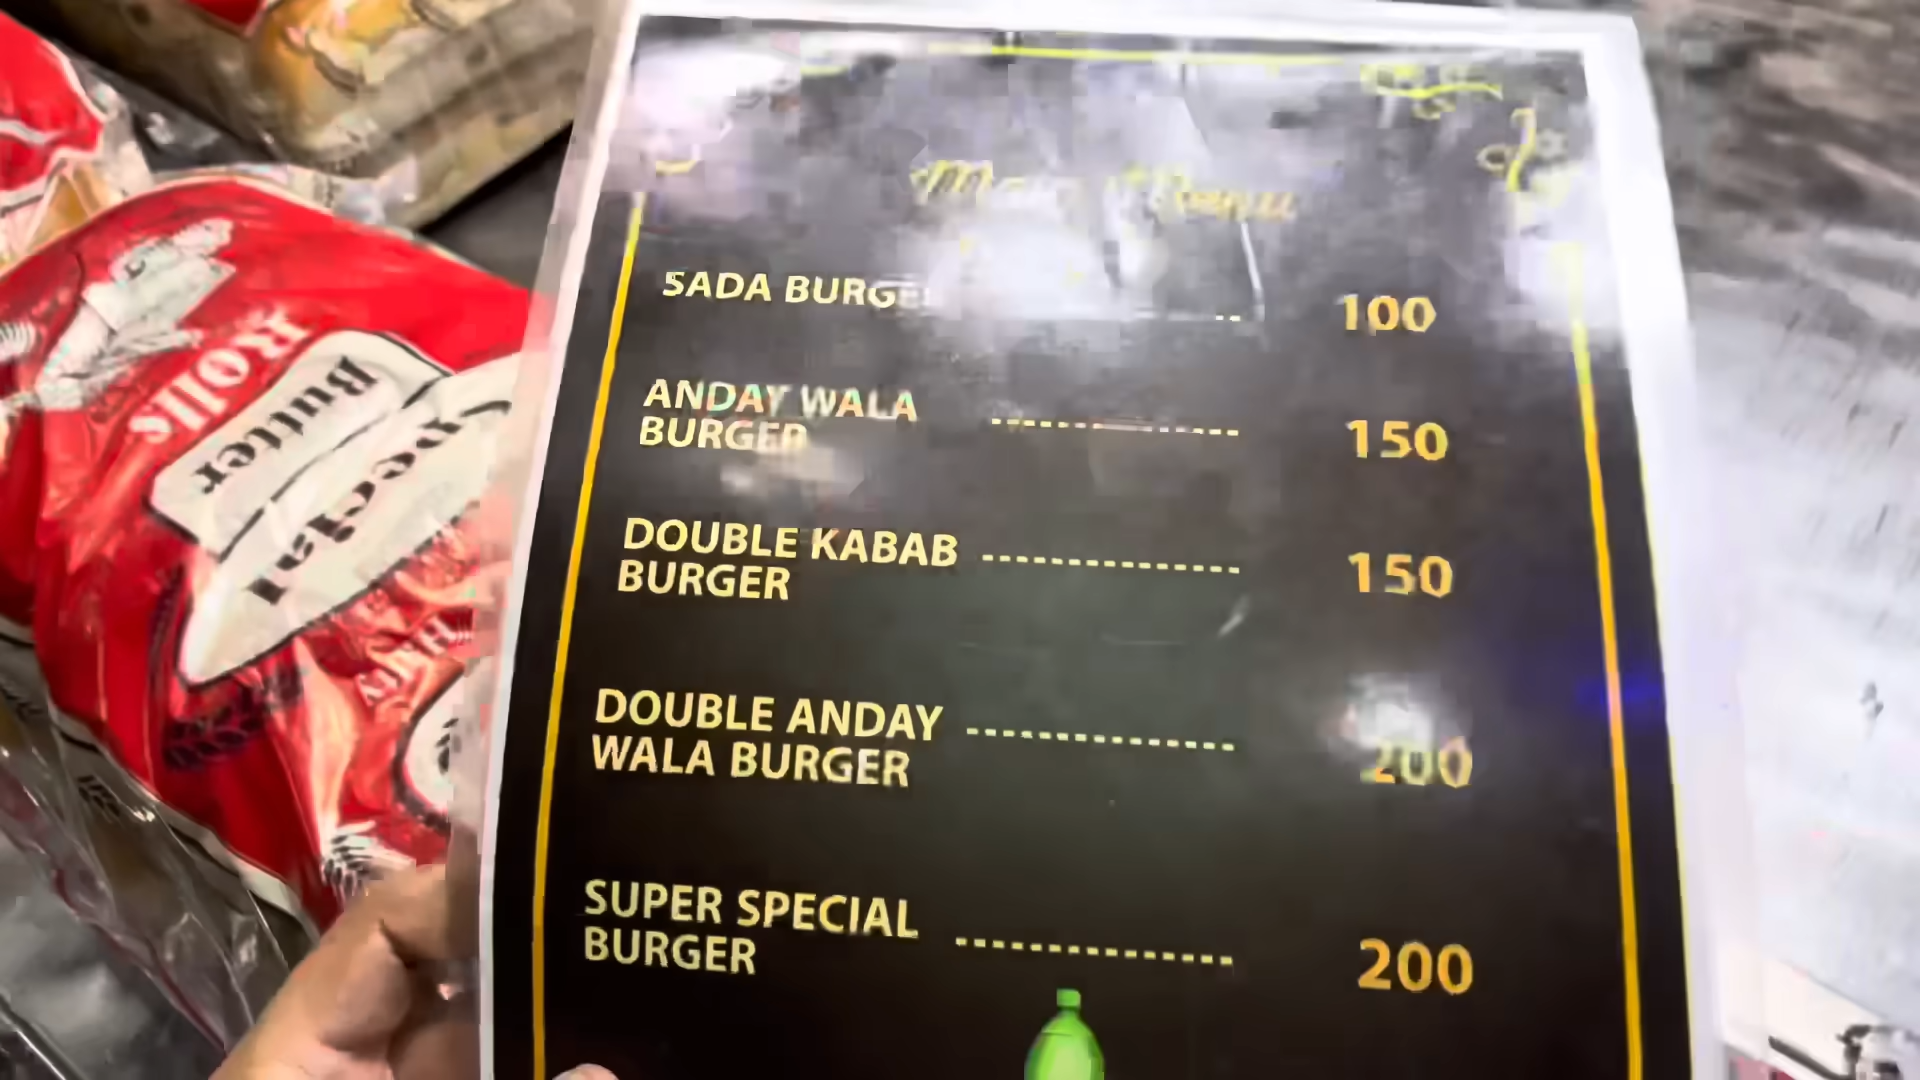 SADA BURGER
100
ANDAY WALA
BURGER
150
DOUBLE KABAB
BURGER
150
DOUBLE ANDAY
WALA BURGER
200
SUPER SPECIAL
BURGER
200
Rolls
Butter
Special